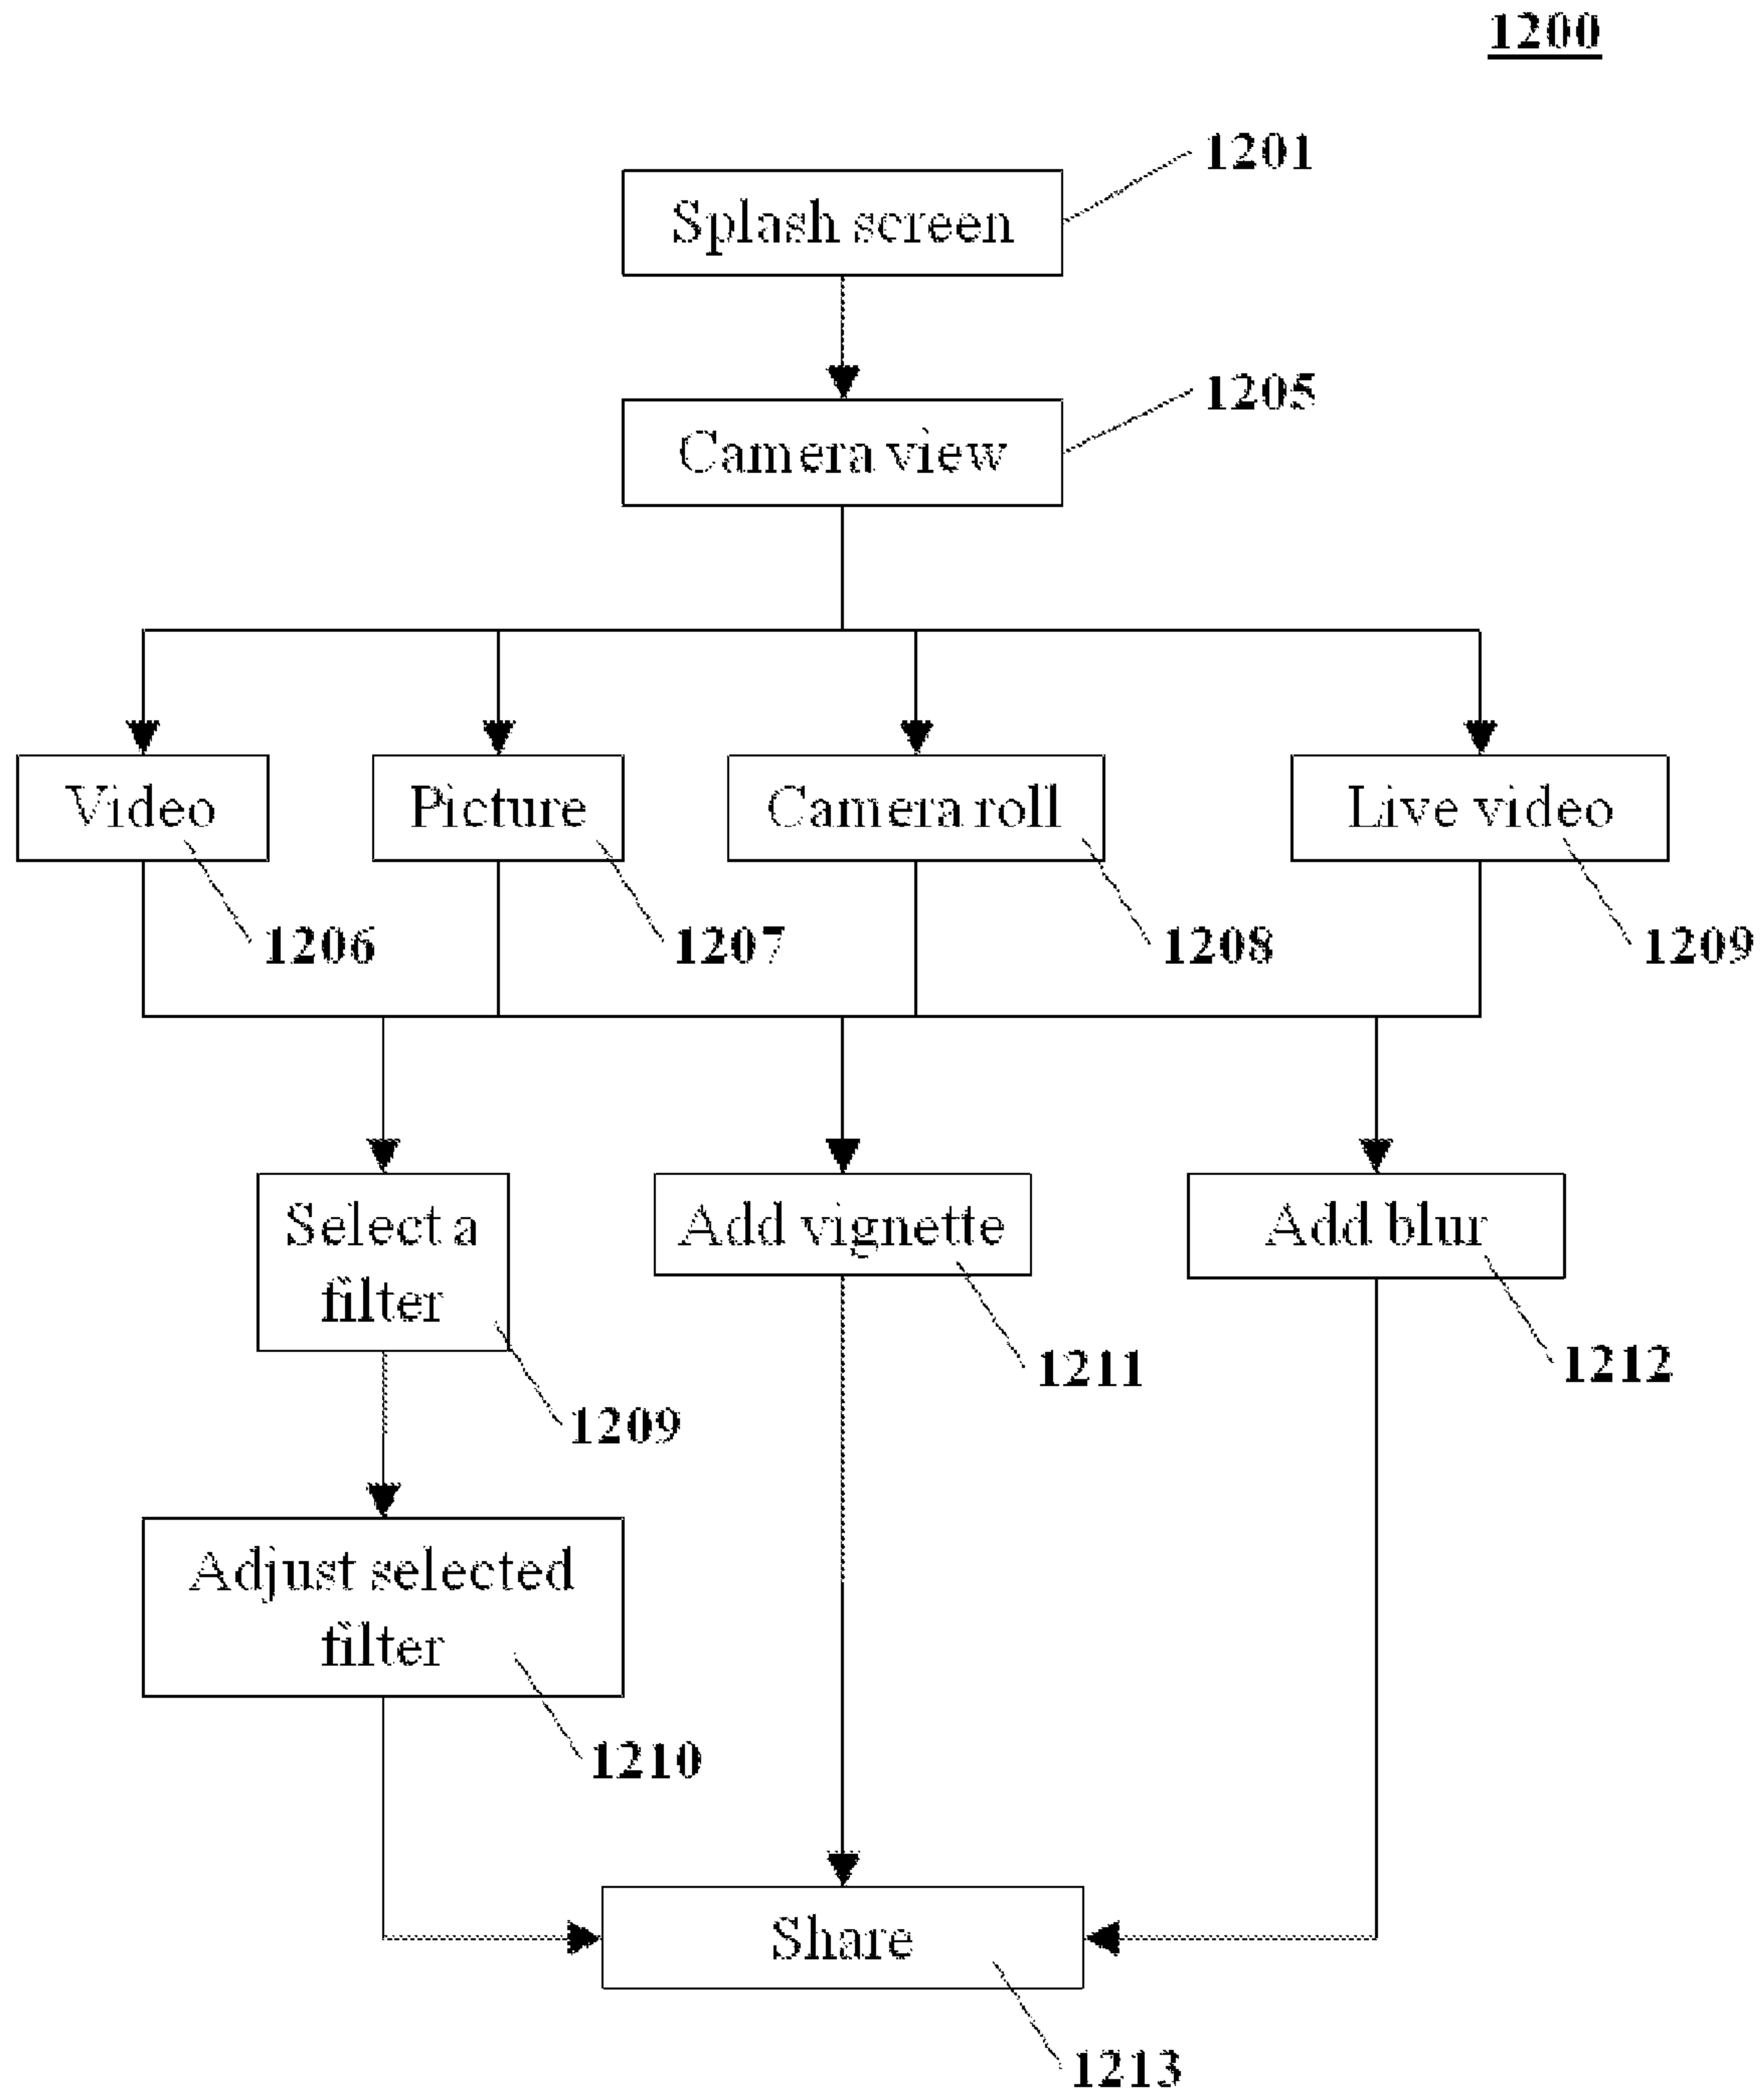 1200
1201
Splash screen
1205
Camera view
Video
Picture
Camera roll
Live video
1206
1207
1208
1209
Select a
filter
Add vignette
Add blur
1211
1212
1209
Adjust selected
filter
1210
Share
1213